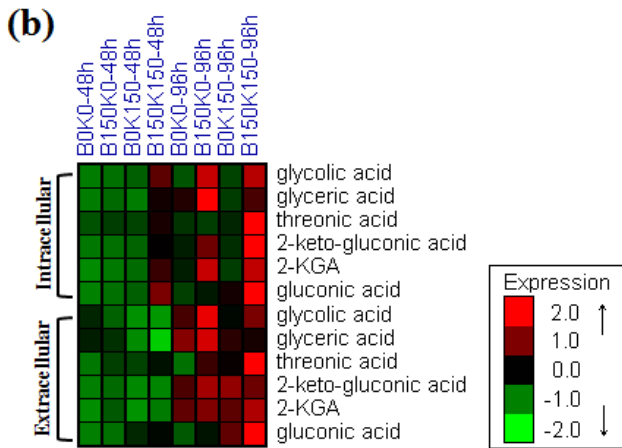 (b)
B0K0-48h
B150K0-48h
B0K150-48h
B150K150-48h
B0K0-96h
B150K0-96h
B0K150-96h
B150K150-96h
Intracellular
glycolic acid
glyceric acid
threonic acid
2-keto-gluconic acid
2-KGA
gluconic acid
Extracellular
glycolic acid
glyceric acid
threonic acid
2-keto-gluconic acid
2-KGA
gluconic acid
Expression
2.0
1.0
0.0
-1.0
-2.0